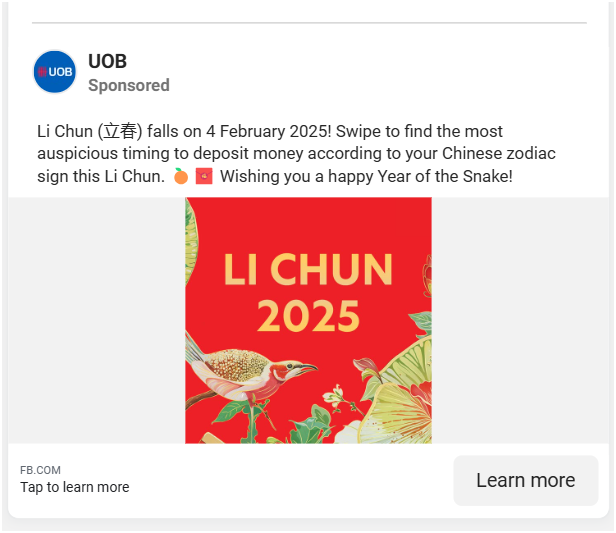 UOB
UOB
Sponsored
Li Chun (立春) falls on 4 February 2025! Swipe to find the most
auspicious timing to deposit money according to your Chinese zodiac
sign this Li Chun. 🍊 🧧 Wishing you a happy Year of the Snake!
LI CHUN
2025
FB.COM
Tap to learn more
Learn more